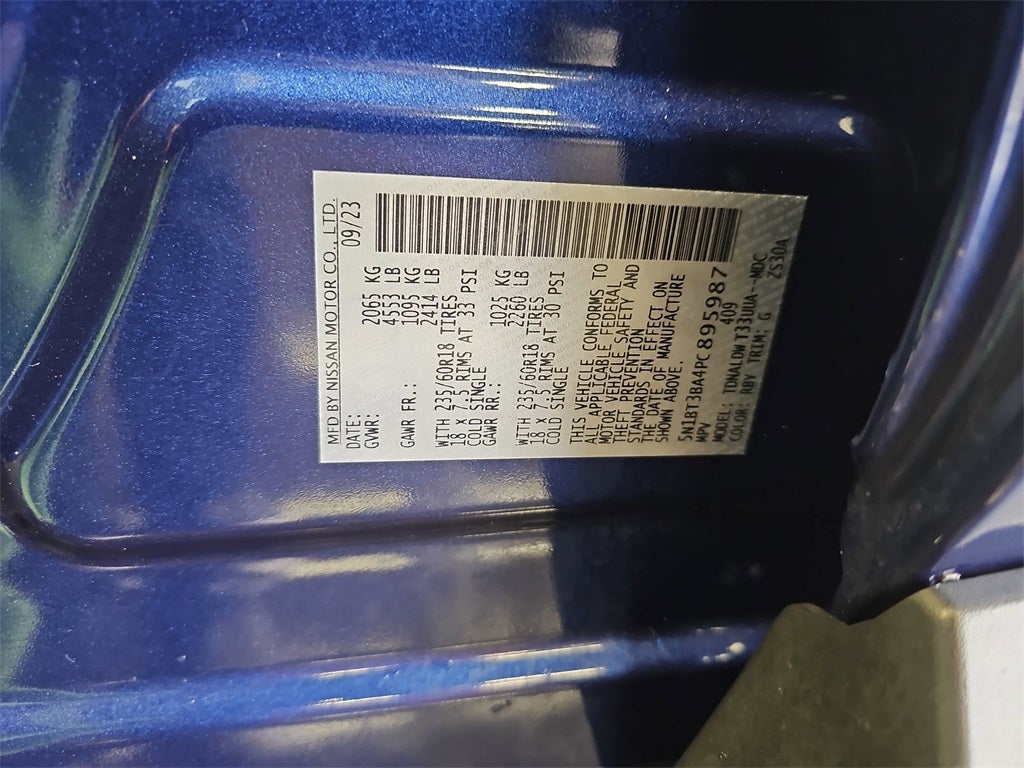 MFD BY NISSAN MOTOR CO., LTD.
DATE: 09/23
GVWR: 2065 KG
4553 LB
GAWR FR.: 1095 KG
2414 LB
WITH 235/60R18 TIRES
18 x 7.5 RIMS AT 33 PSI
COLD SINGLE
GAWR RR.: 1025 KG
2260 LB
WITH 235/60R18 TIRES
18 x 7.5 RIMS AT 30 PSI
COLD SINGLE
THIS VEHICLE CONFORMS TO
ALL APPLICABLE FEDERAL
MOTOR VEHICLE SAFETY AND
THEFT PREVENTION
STANDARDS IN EFFECT ON
THE DATE OF MANUFACTURE
SHOWN ABOVE.
5N1BT3BA4PC895987
MPV 409
MODEL: TDNALDWT33UUA--MDC
COLOR: RBY TRIM: G ZS30A